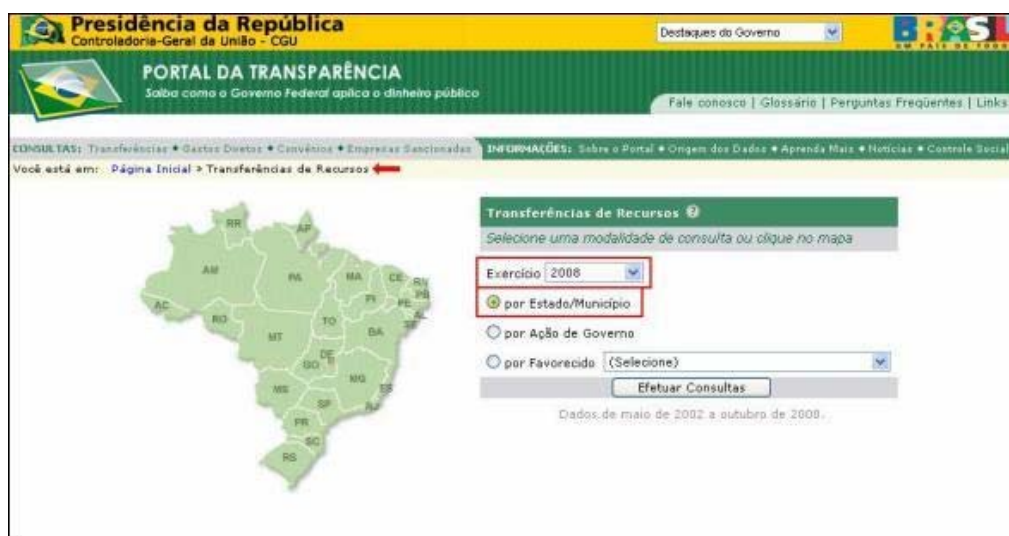 Presidência da República
Controladoria-Geral da União - CGU
Destaques do Governo
BRASIL
UM PAÍS DE TODOS
PORTAL DA TRANSPARÊNCIA
Saiba como o Governo Federal aplica o dinheiro público
Fale conosco | Glossário | Perguntas Freqüentes | Links
CONSULTAS: Transferências • Gastos Diretos • Convênios • Empresas Sancionadas
INFORMAÇÕES: Sobre o Portal • Origem dos Dados • Aprenda Mais • Notícias • Controle Social
Você está em: Página Inicial > Transferências de Recursos
Transferências de Recursos
Selecione uma modalidade de consulta ou clique no mapa
Exercício 2008
por Estado/Município
por Ação de Governo
por Favorecido (Selecione)
Efetuar Consultas
Dados de maio de 2002 a outubro de 2008.
RR AP
AM PA MA CE RN
PB
PI PE
AL
AC RO TO SE
MT BA
DF
GO
MG
MS ES
SP RJ
PR
SC
RS